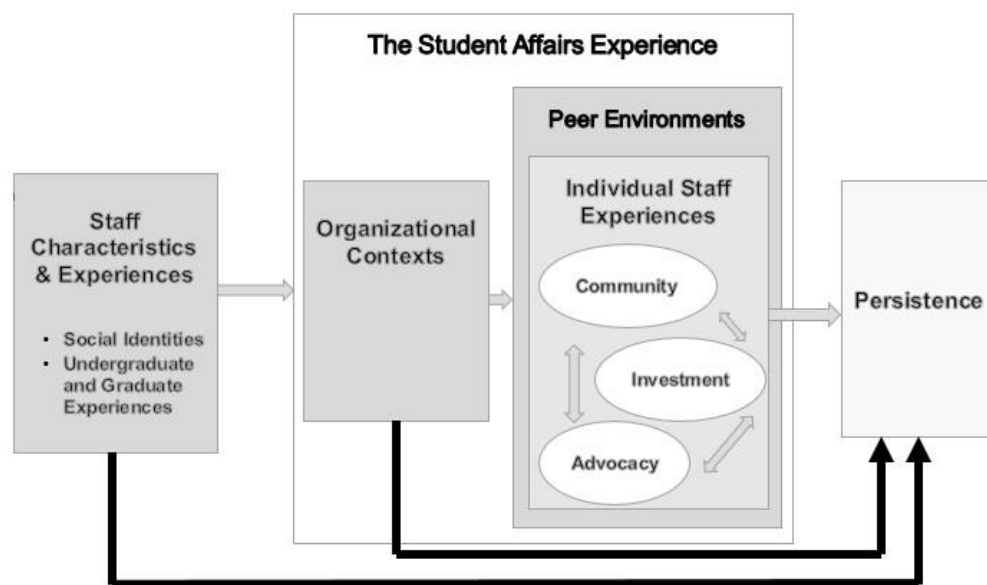 The Student Affairs Experience
Peer Environments
Staff
Characteristics
& Experiences
• Social Identities
• Undergraduate
and Graduate
Experiences
Organizational
Contexts
Individual Staff
Experiences
Community
Investment
Advocacy
Persistence